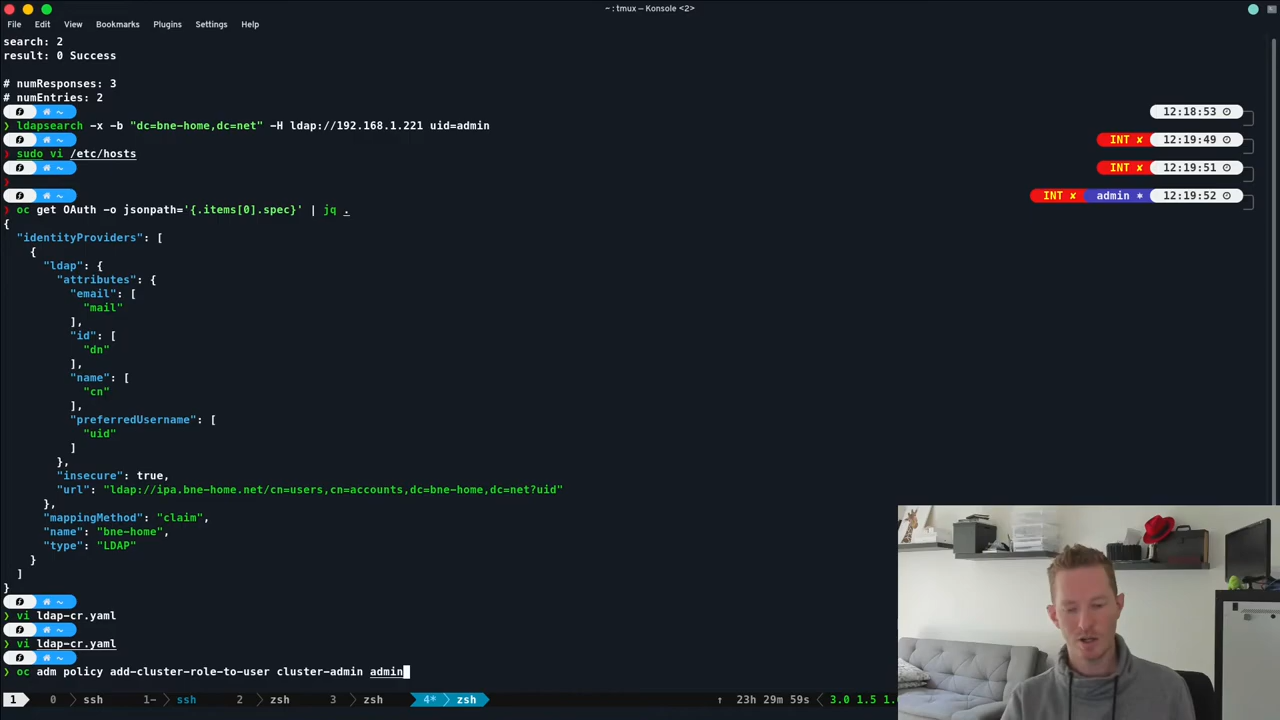 ~ : tmux — Konsole <2>
File Edit View Bookmarks Plugins Settings Help
search: 2
result: 0 Success
# numResponses: 3
# numEntries: 2
~ 12:18:53
❯ ldapsearch -x -b "dc=bne-home,dc=net" -H ldap://192.168.1.221 uid=admin
~ INT ✘ 12:19:49
❯ sudo vi /etc/hosts
~ INT ✘ 12:19:51
❯
~ INT ✘ admin ⎈ 12:19:52
❯ oc get OAuth -o jsonpath='{.items[0].spec}' | jq .
{
"identityProviders": [
{
"ldap": {
"attributes": {
"email": [
"mail"
],
"id": [
"dn"
],
"name": [
"cn"
],
"preferredUsername": [
"uid"
]
},
"insecure": true,
"url": "ldap://ipa.bne-home.net/cn=users,cn=accounts,dc=bne-home,dc=net?uid"
},
"mappingMethod": "claim",
"name": "bne-home",
"type": "LDAP"
}
]
}
~
❯ vi ldap-cr.yaml
~
❯ vi ldap-cr.yaml
~
❯ oc adm policy add-cluster-role-to-user cluster-admin admin
1 0 ssh 1- ssh 2 zsh 3 zsh 4* zsh ↑ 23h 29m 59s 3.0 1.5 1.